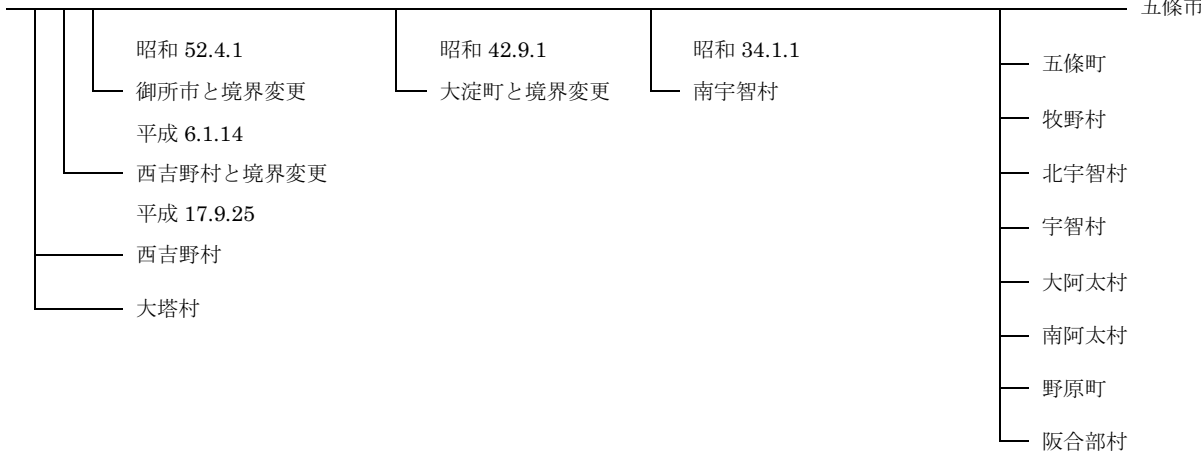 五條市
昭和 52.4.1
御所市と境界変更
平成 6.1.14
西吉野村と境界変更
平成 17.9.25
西吉野村
大塔村
昭和 42.9.1
大淀町と境界変更
昭和 34.1.1
南宇智村
五條町
牧野村
北宇智村
宇智村
大阿太村
南阿太村
野原町
阪合部村